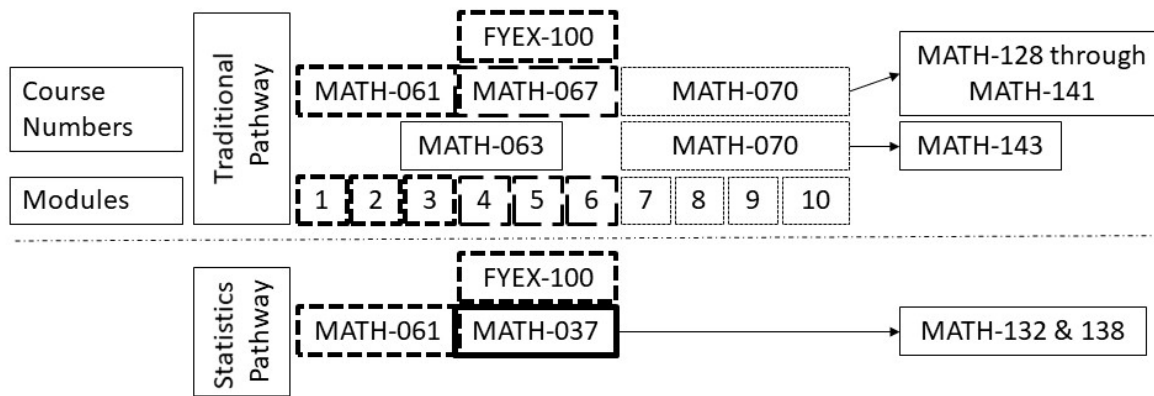 FYEX-100
Course
Numbers
Traditional
Pathway
MATH-061
MATH-067
MATH-070
MATH-128 through
MATH-141
MATH-063
MATH-070
MATH-143
Modules
1
2
3
4
5
6
7
8
9
10
Statistics
Pathway
FYEX-100
MATH-061
MATH-037
MATH-132 & 138